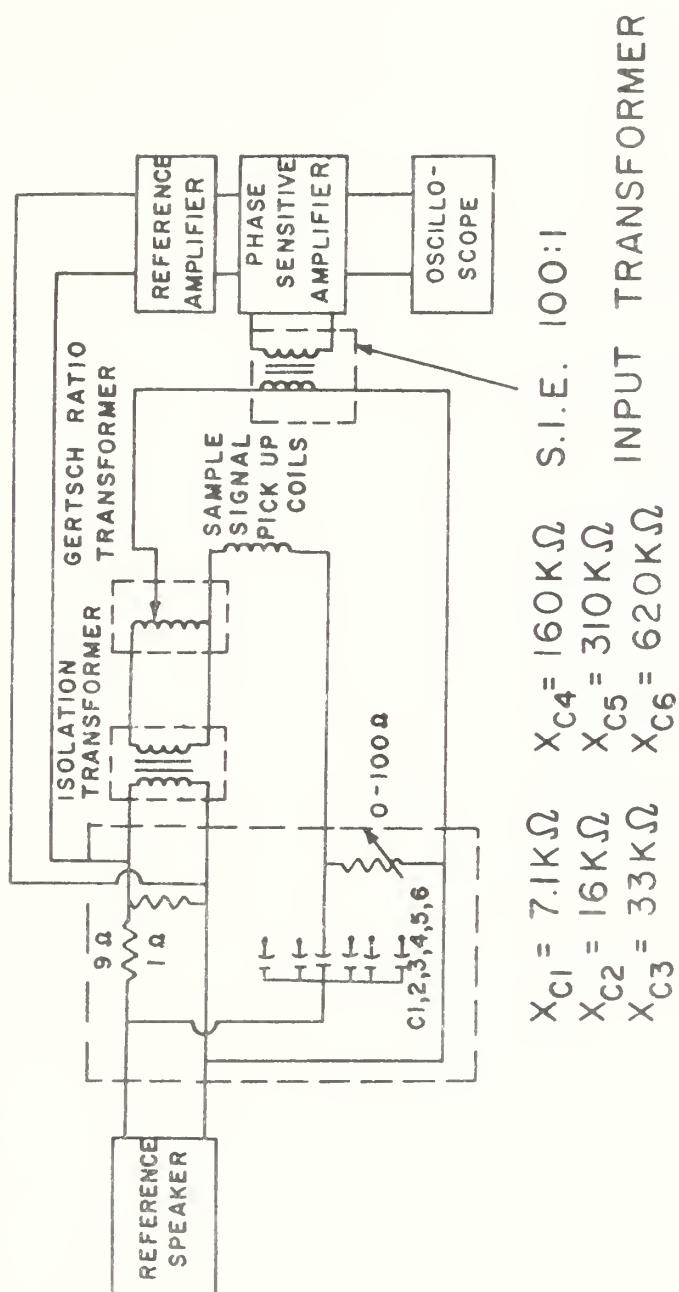 REFERENCE
SPEAKER
9 Ω
1 Ω
ISOLATION
TRANSFORMER
GERTSCH RATIO
TRANSFORMER
REFERENCE
AMPLIFIER
PHASE
SENSITIVE
AMPLIFIER
OSCILLO-
SCOPE
SAMPLE
SIGNAL
PICK UP
COILS
0-100Ω
C1,2,3,4,5,6
S.I.E. 100:1
INPUT TRANSFORMER
XC1 = 7.1KΩ
XC2 = 16KΩ
XC3 = 33KΩ
XC4 = 160KΩ
XC5 = 310KΩ
XC6 = 620KΩ